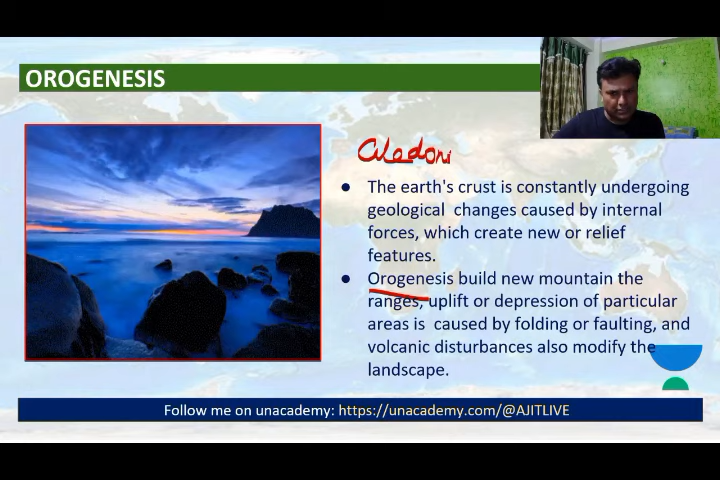 OROGENESIS
Caledoni
● The earth's crust is constantly undergoing
geological changes caused by internal
forces, which create new or relief
features.
● Orogenesis build new mountain the
ranges, uplift or depression of particular
areas is caused by folding or faulting, and
volcanic disturbances also modify the
landscape.
Follow me on unacademy: https://unacademy.com/@AJITLIVE